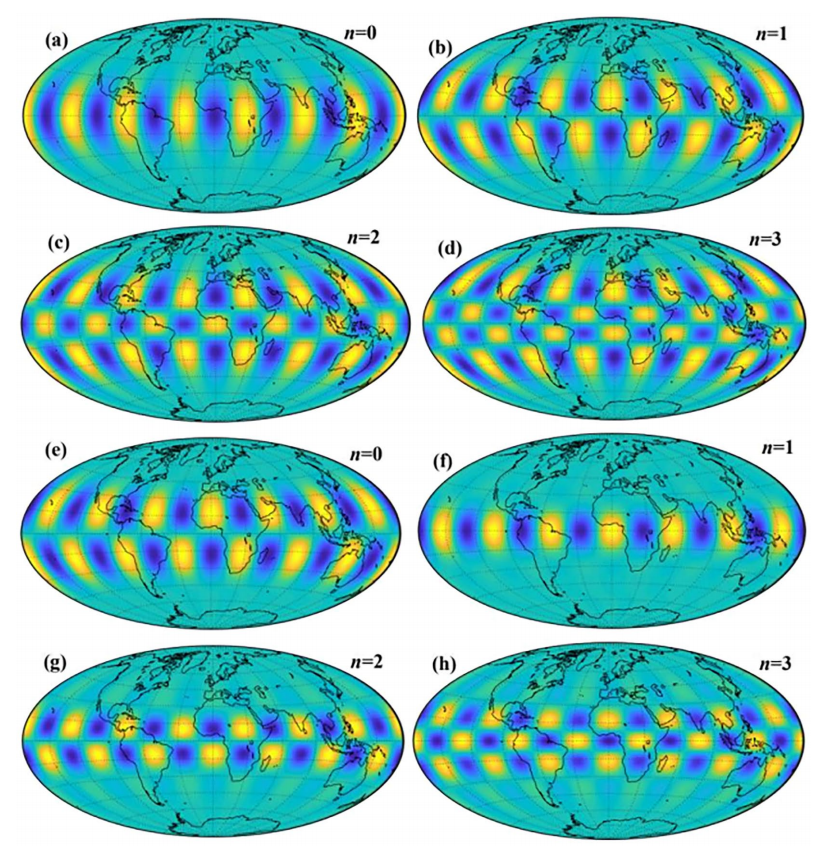 (a) n=0
(b) n=1
(c) n=2
(d) n=3
(e) n=0
(f) n=1
(g) n=2
(h) n=3